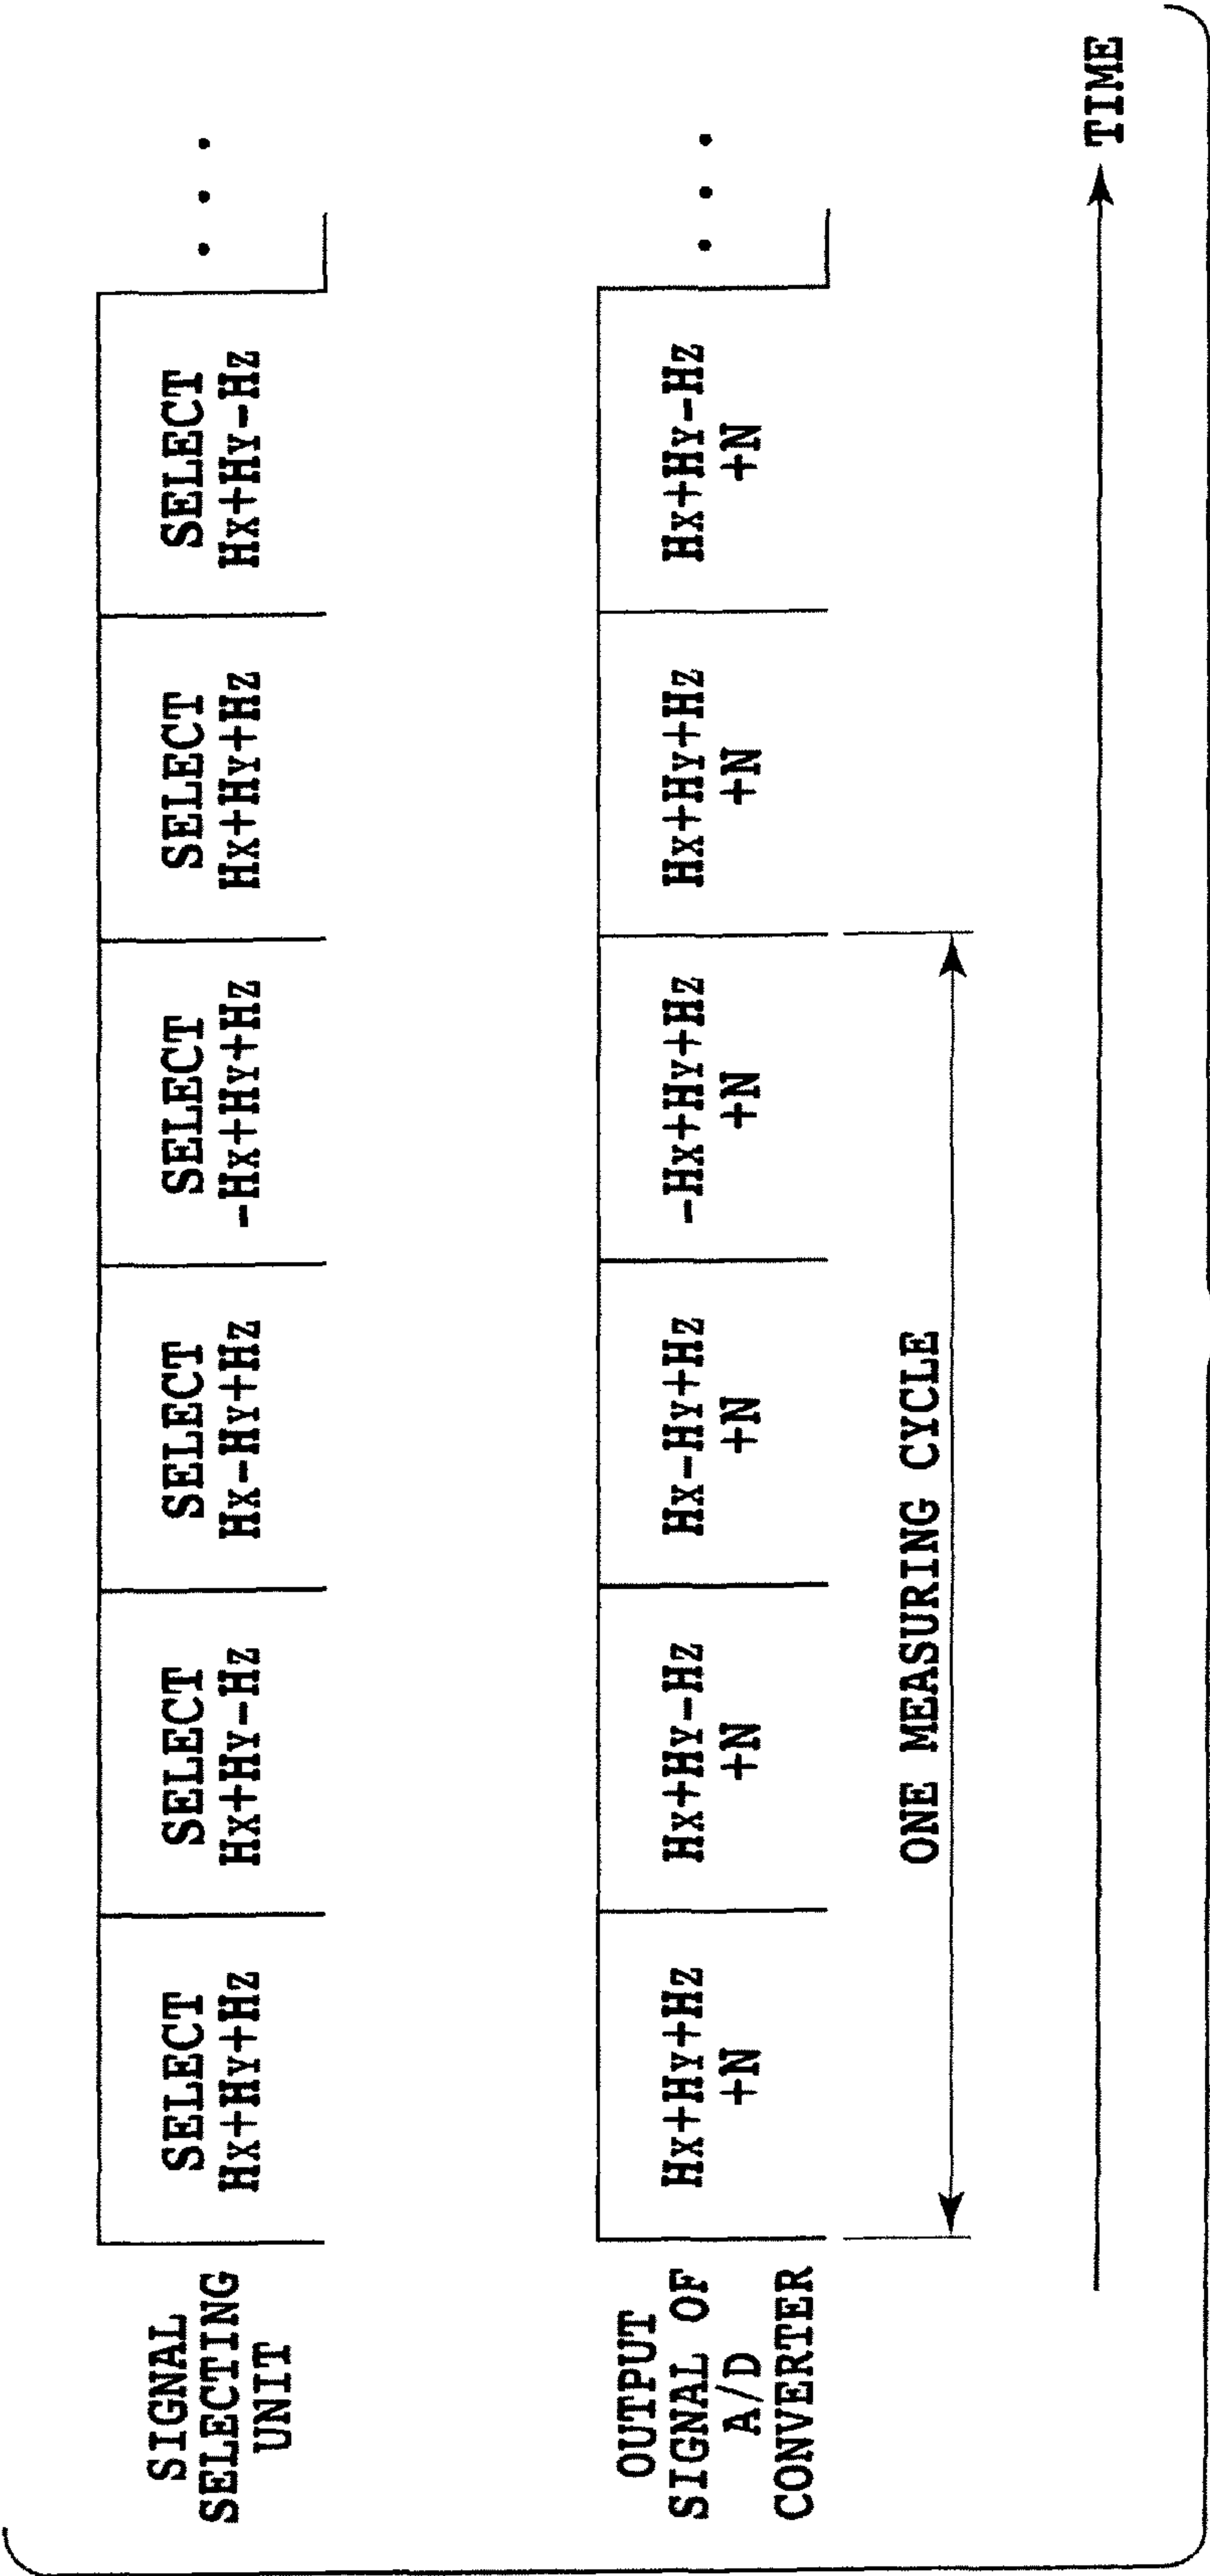 SIGNAL
SELECTING
UNIT
SELECT
Hx+Hy+Hz
SELECT
Hx+Hy-Hz
SELECT
Hx-Hy+Hz
SELECT
-Hx+Hy+Hz
SELECT
Hx+Hy+Hz
SELECT
Hx+Hy-Hz
• • •
OUTPUT
SIGNAL OF
A/D
CONVERTER
Hx+Hy+Hz
+N
Hx+Hy-Hz
+N
Hx-Hy+Hz
+N
-Hx+Hy+Hz
+N
Hx+Hy+Hz
+N
Hx+Hy-Hz
+N
• • •
ONE MEASURING CYCLE
TIME